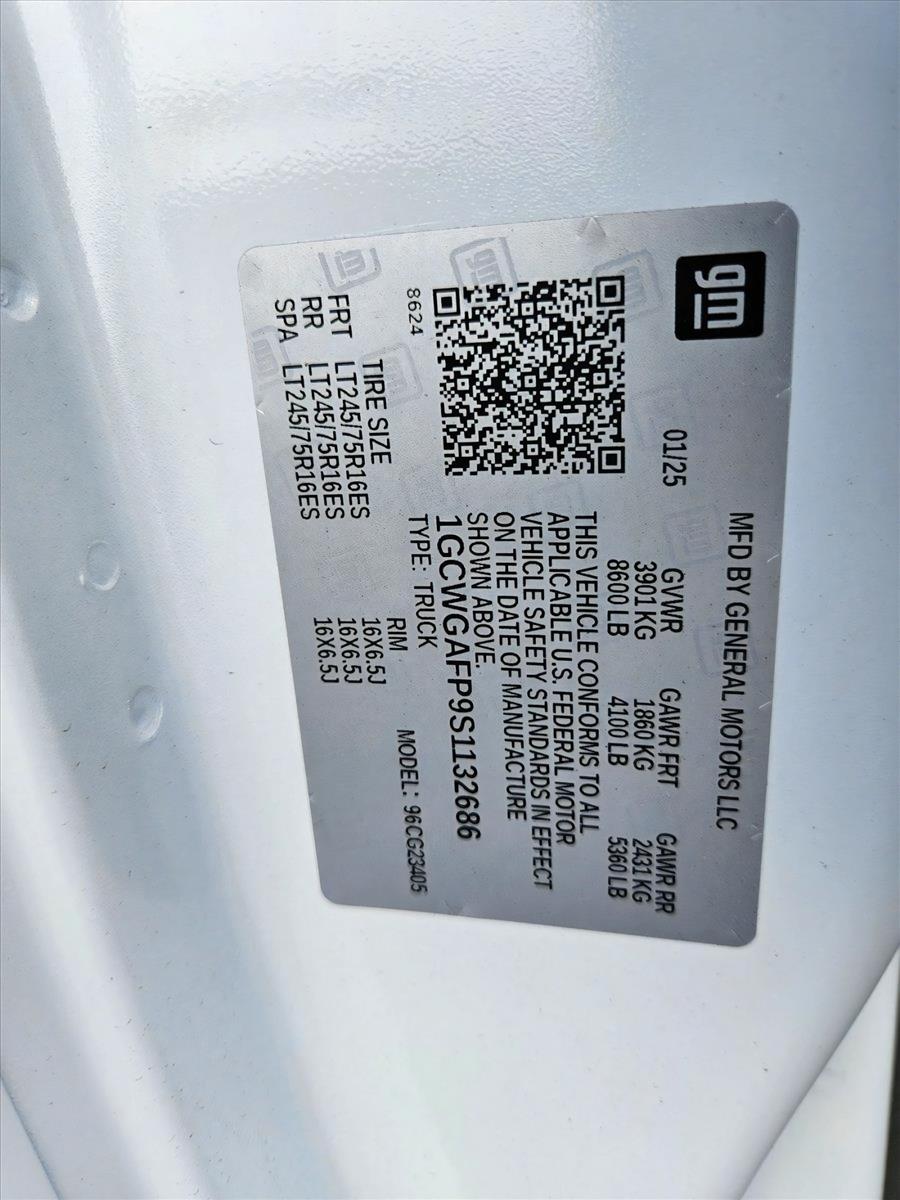 gm
MFD BY GENERAL MOTORS LLC
01/25
GVWR GAWR FRT GAWR RR
3901 KG 1860 KG 2431 KG
8600 LB 4100 LB 5360 LB
THIS VEHICLE CONFORMS TO ALL
APPLICABLE U.S. FEDERAL MOTOR
VEHICLE SAFETY STANDARDS IN EFFECT
ON THE DATE OF MANUFACTURE
SHOWN ABOVE.
1GCWGAFP9S1132686
TYPE: TRUCK MODEL: 96CG23405
8624
TIRE SIZE RIM
FRT LT245/75R16ES 16X6.5J
RR LT245/75R16ES 16X6.5J
SPA LT245/75R16ES 16X6.5J